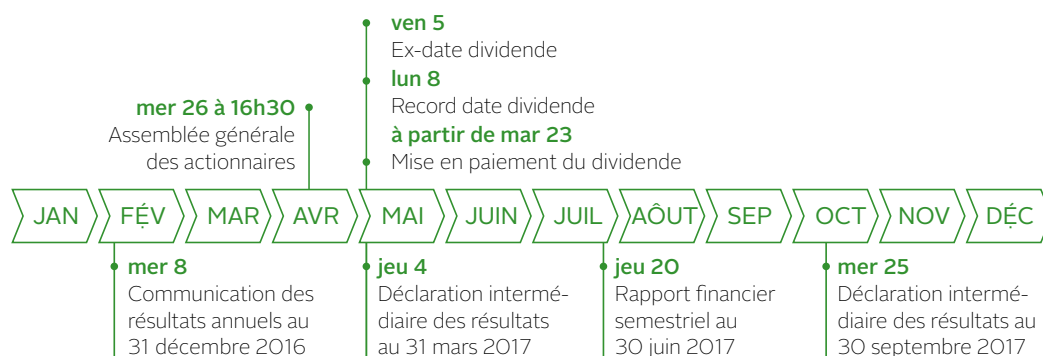 ven 5
Ex-date dividende
lun 8
Record date dividende
à partir de mar 23
Mise en paiement du dividende
mer 26 à 16h30
Assemblée générale
des actionnaires
JAN
FÉV
MAR
AVR
MAI
JUIN
JUIL
AÔUT
SEP
OCT
NOV
DÉC
mer 8
Communication des
résultats annuels au
31 décembre 2016
jeu 4
Déclaration intermé-
diaire des résultats
au 31 mars 2017
jeu 20
Rapport financier
semestriel au
30 juin 2017
mer 25
Déclaration intermé-
diaire des résultats au
30 septembre 2017